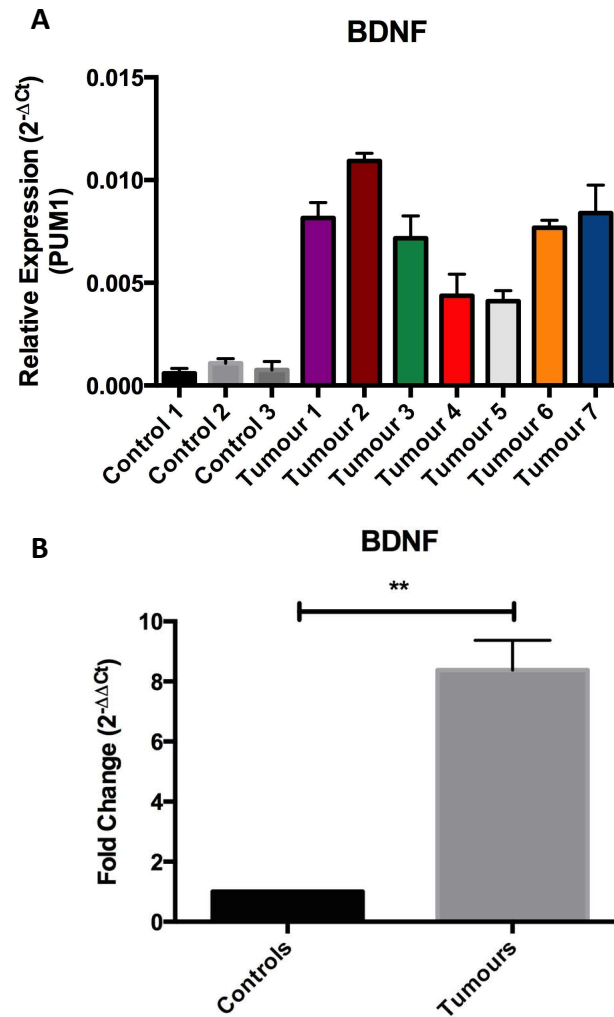 A
BDNF
Relative Expression (2-ΔCt)
(PUM1)
0.015
0.010
0.005
0.000
Control 1
Control 2
Control 3
Tumour 1
Tumour 2
Tumour 3
Tumour 4
Tumour 5
Tumour 6
Tumour 7
B
BDNF
**
Fold Change (2-ΔΔCt)
10
8
6
4
2
0
Controls
Tumours